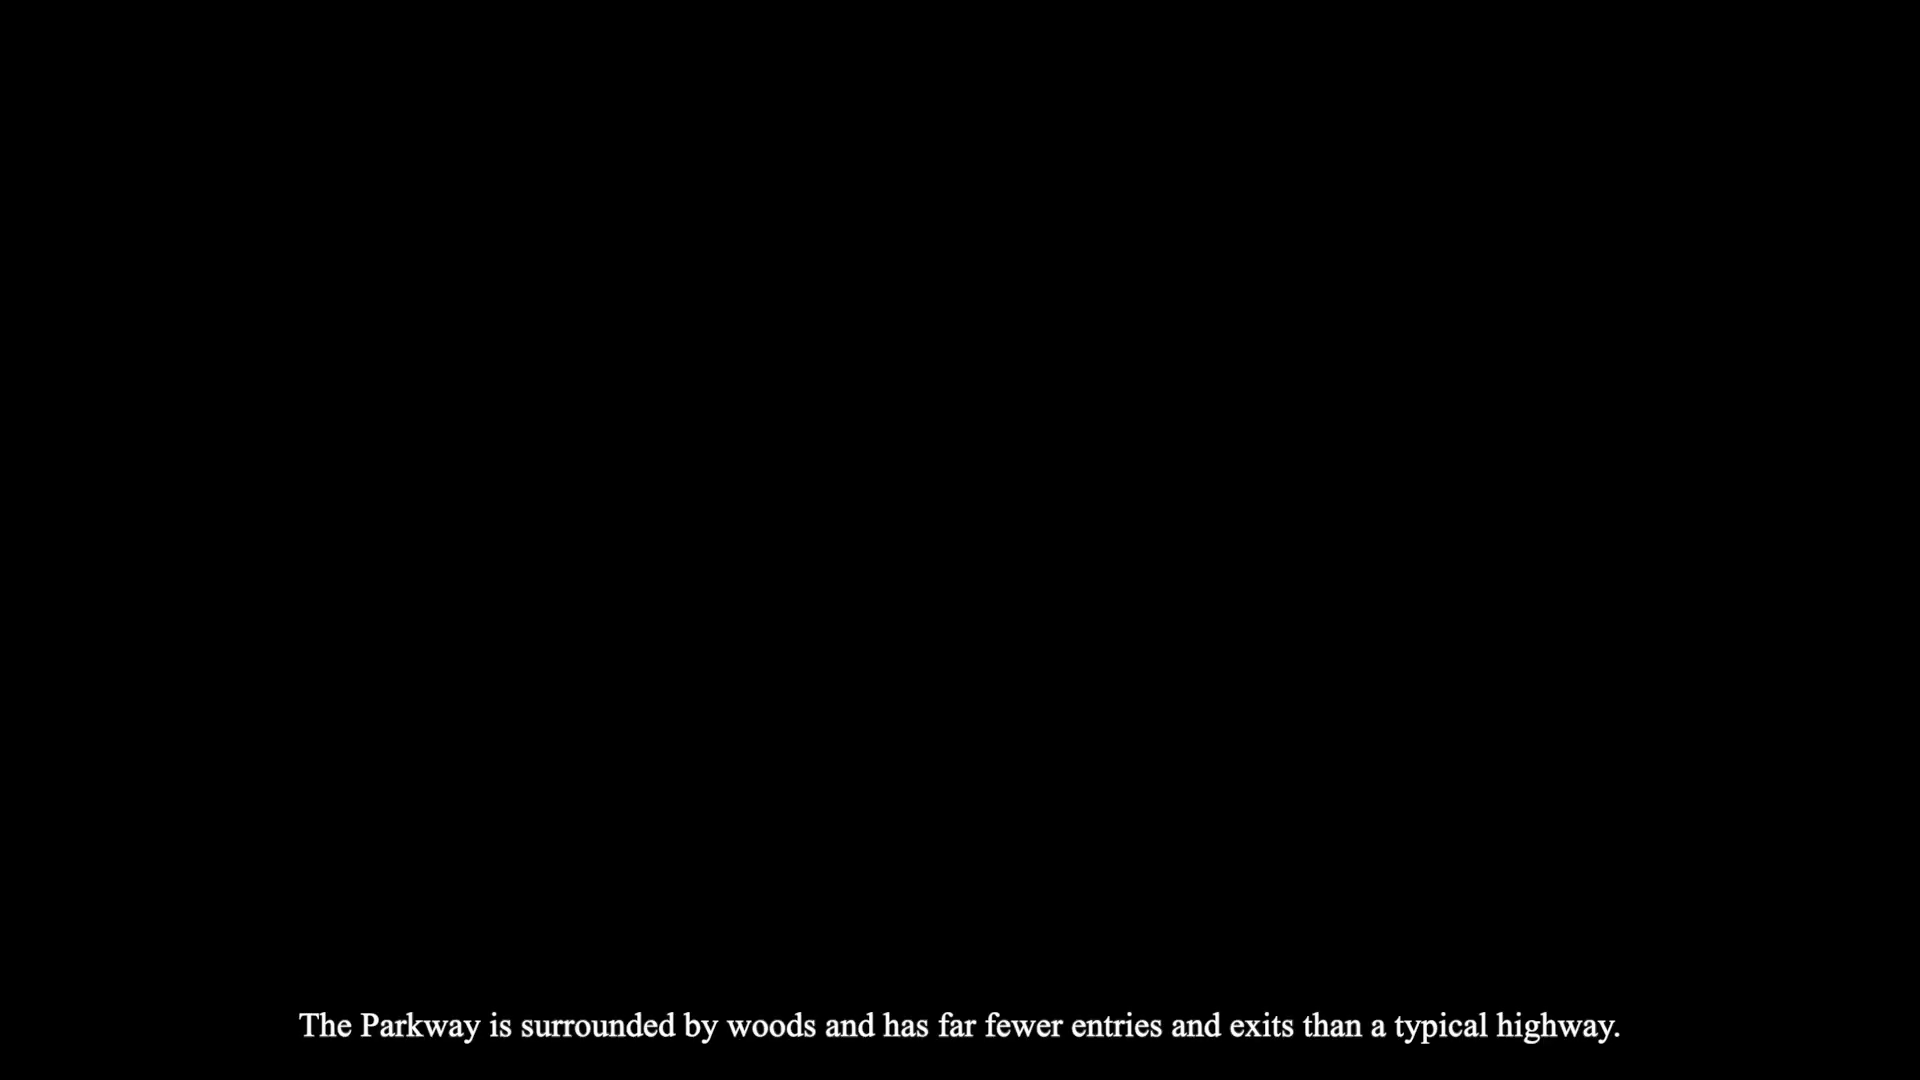 The Parkway is surrounded by woods and has far fewer entries and exits than a typical highway.